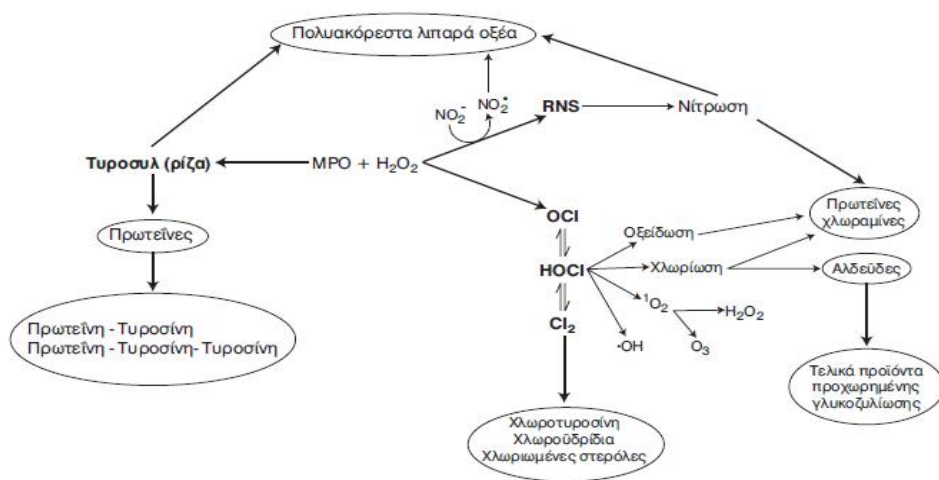 Πολυακόρεστα λιπαρά οξέα
NO₂⁻
NO₂•
RNS
Νίτρωση
Τυροσυλ (ρίζα)
MPO + H₂O₂
Πρωτεΐνες
OCl
Οξείδωση
Πρωτεΐνες
χλωραμίνες
HOCl
Χλωρίωση
Αλδεΰδες
¹O₂
H₂O₂
Πρωτεΐνη - Τυροσίνη
Πρωτεΐνη - Τυροσίνη- Τυροσίνη
Cl₂
•OH
O₃
Τελικά προϊόντα
προχωρημένης
γλυκοζυλίωσης
Χλωροτυροσίνη
Χλωροϋδρίδια
Χλωριωμένες στερόλες